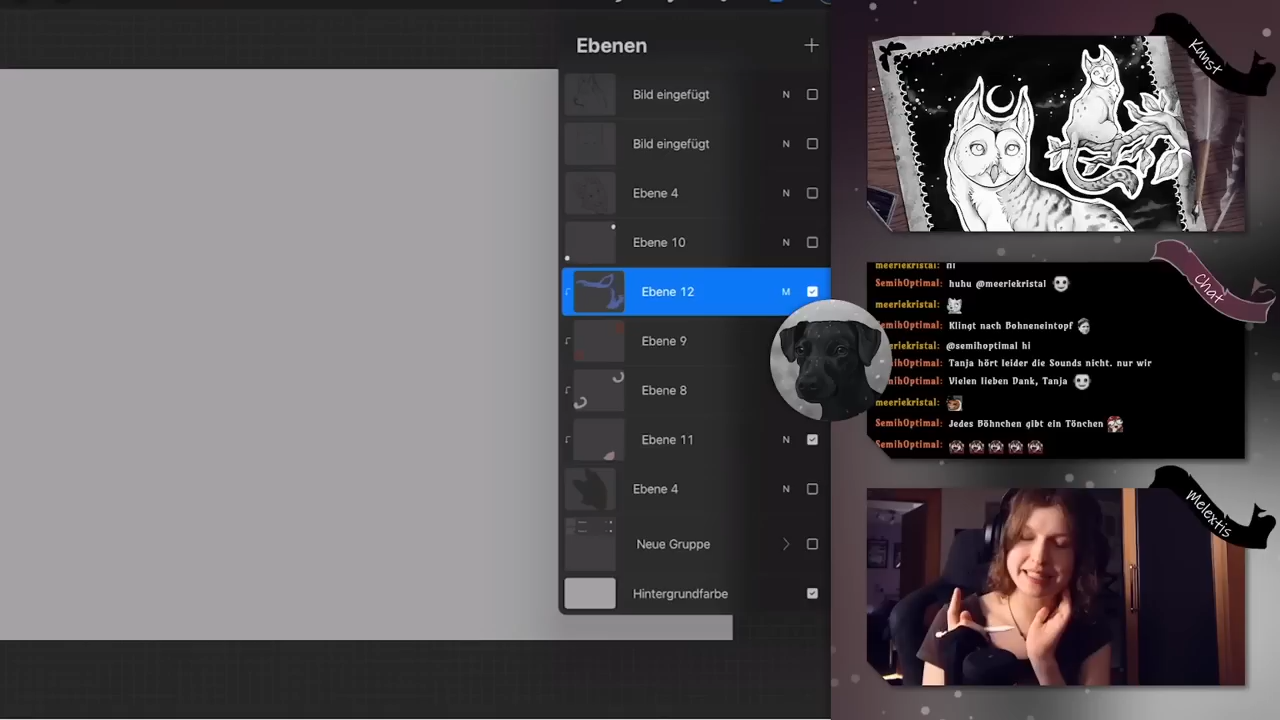 Ebenen
Bild eingefügt N
Bild eingefügt N
Ebene 4 N
Ebene 10 N
Ebene 12 M
Ebene 9
Ebene 8
Ebene 11 N
Ebene 4 N
Neue Gruppe
Hintergrundfarbe
Kunst
Chat
meeriekristal: hi
SemihOptimal: huhu @meeriekristal
meeriekristal:
SemihOptimal: Klingt nach Bohneneintopf
eriekristal: @semihoptimal hi
SemihOptimal: Tanja hört leider die Sounds nicht. nur wir
SemihOptimal: Vielen lieben Dank, Tanja
meeriekristal:
SemihOptimal: Jedes Böhnchen gibt ein Tönchen
SemihOptimal:
Melextis